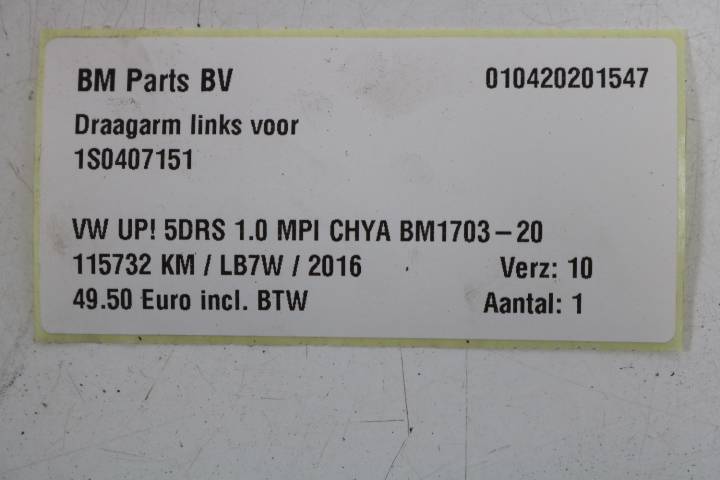 BM Parts BV 010420201547
Draagarm links voor
1S0407151
VW UP! 5DRS 1.0 MPI CHYA BM1703-20
115732 KM / LB7W / 2016 Verz: 10
49.50 Euro incl. BTW Aantal: 1